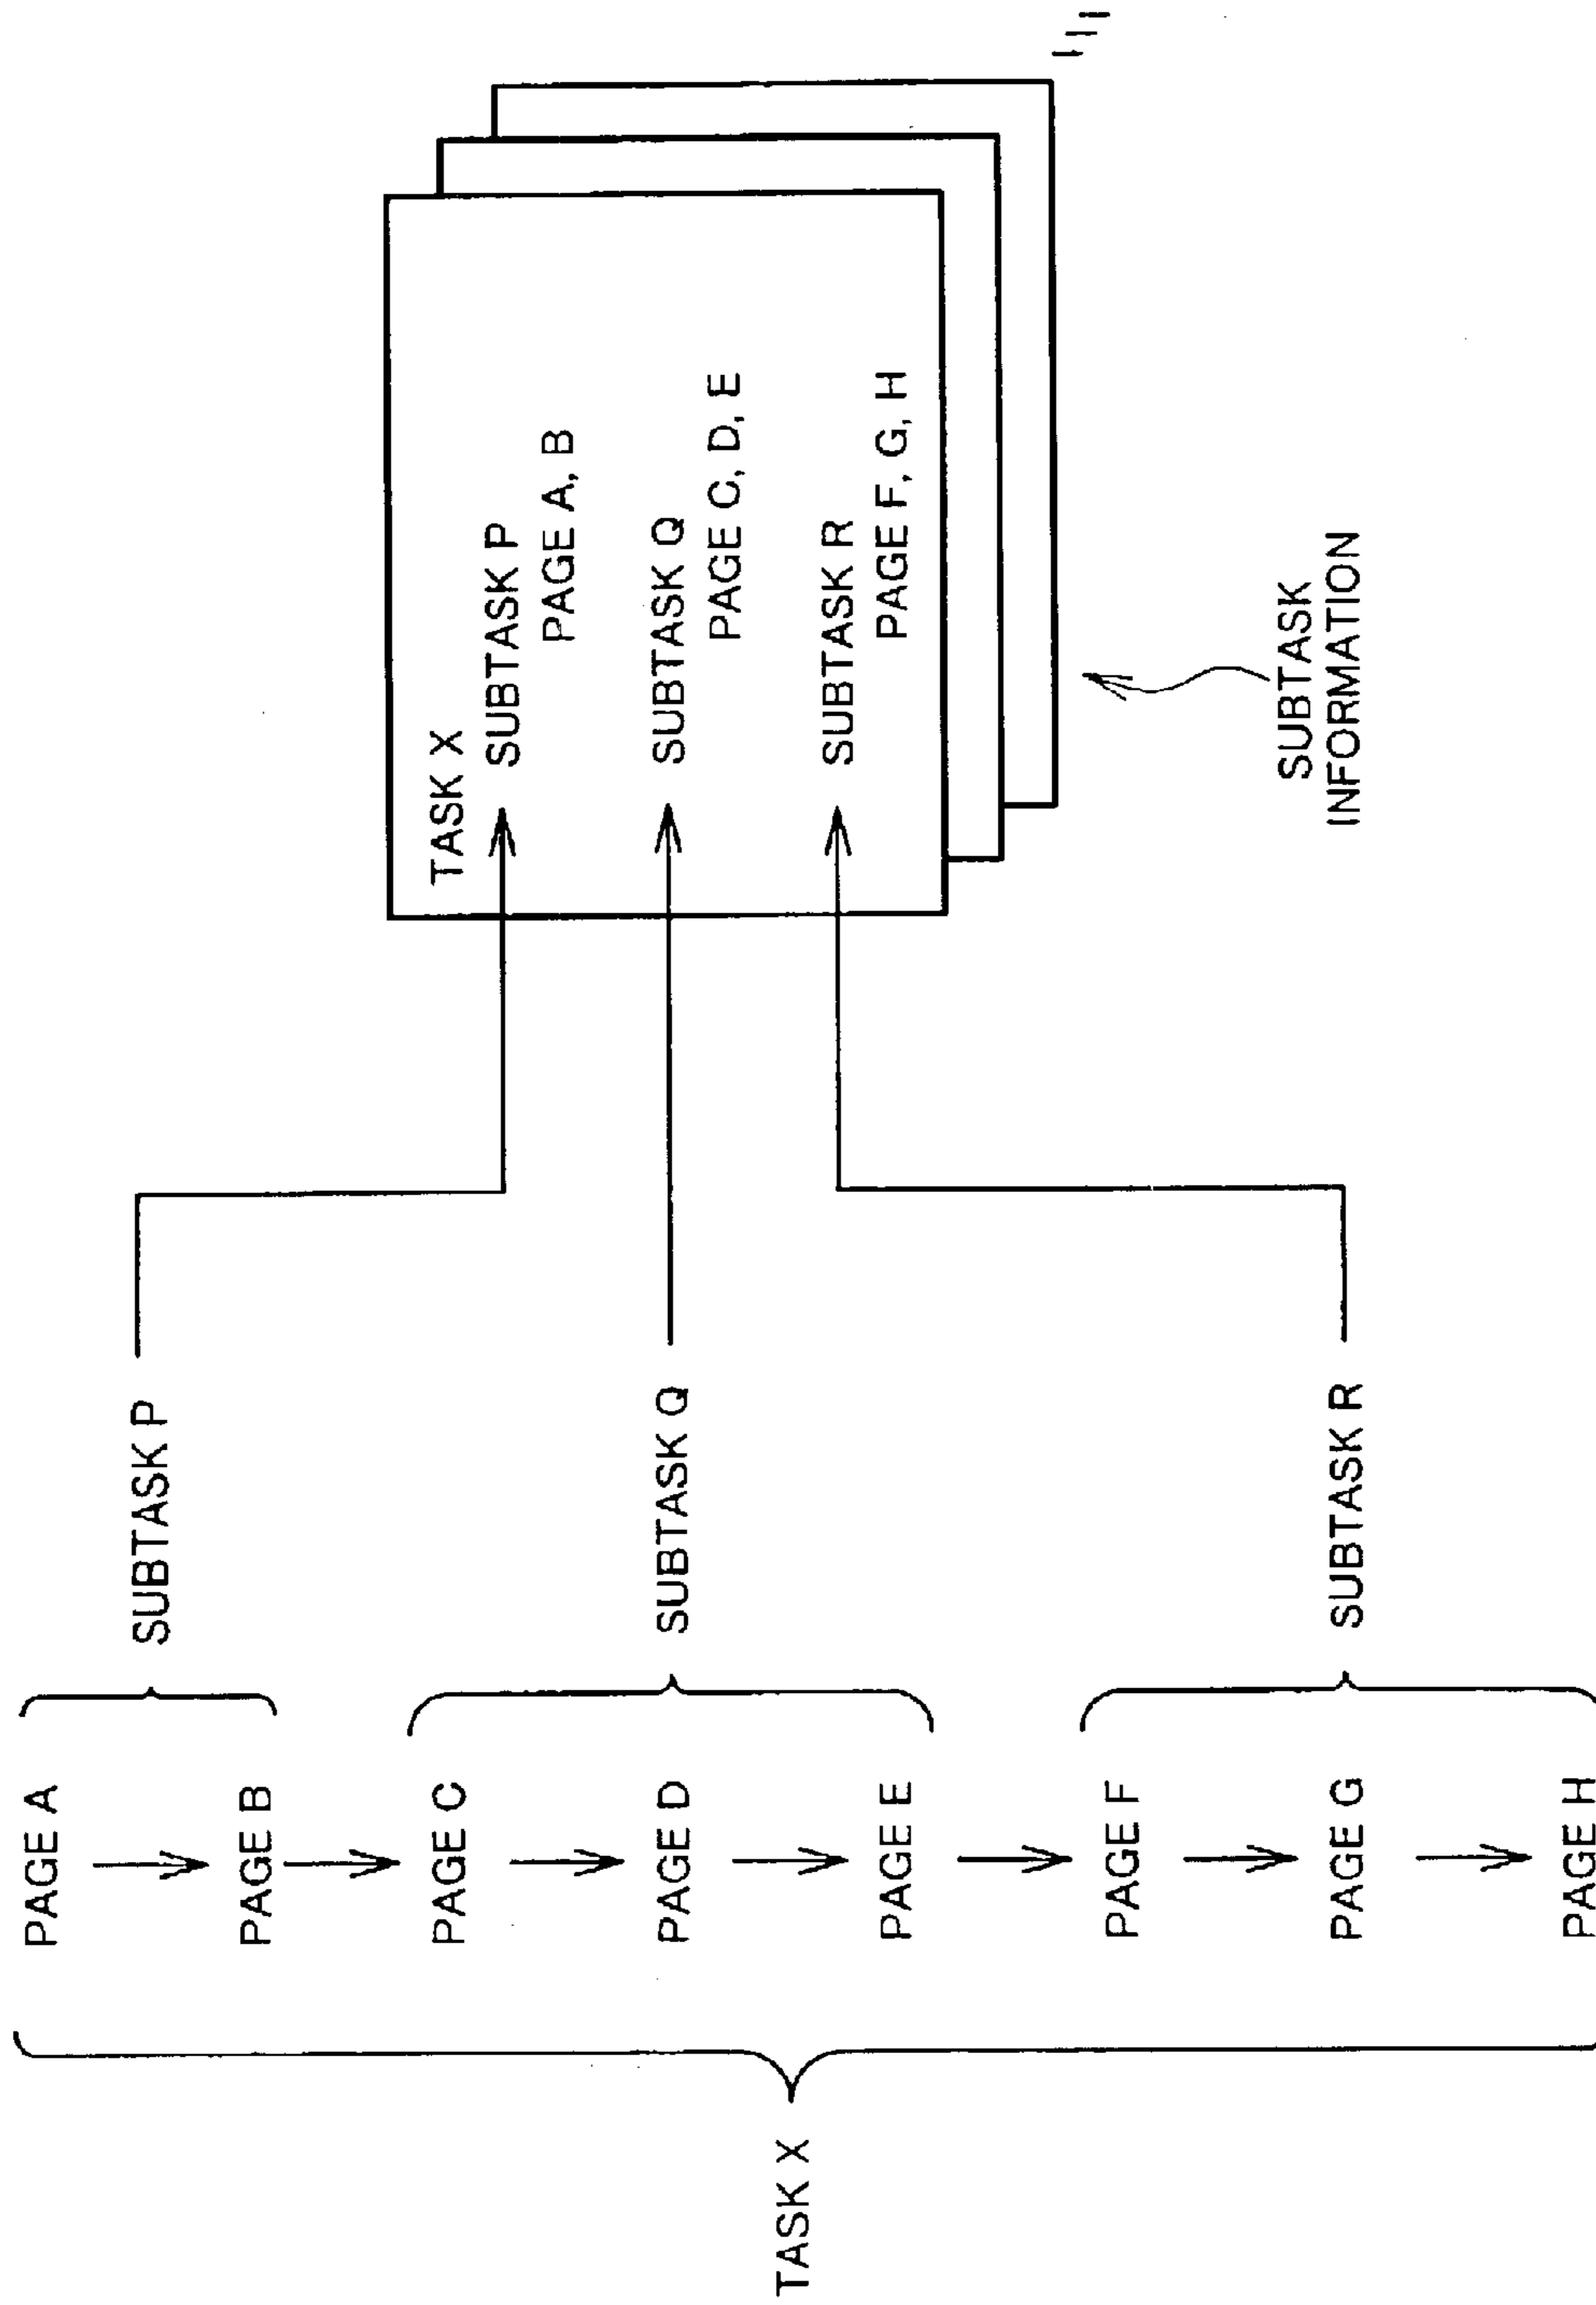 TASK X
PAGE A
PAGE B
PAGE C
PAGE D
PAGE E
PAGE F
PAGE G
PAGE H
SUBTASK P
SUBTASK Q
SUBTASK R
TASK X
SUBTASK P
PAGE A, B
SUBTASK Q
PAGE C, D, E
SUBTASK R
PAGE F, G, H
SUBTASK
INFORMATION